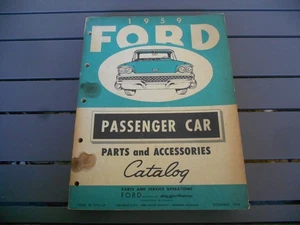 1959
FORD
PASSENGER CAR
PARTS and ACCESSORIES
Catalog
PARTS AND SERVICE OPERATIONS
FORD